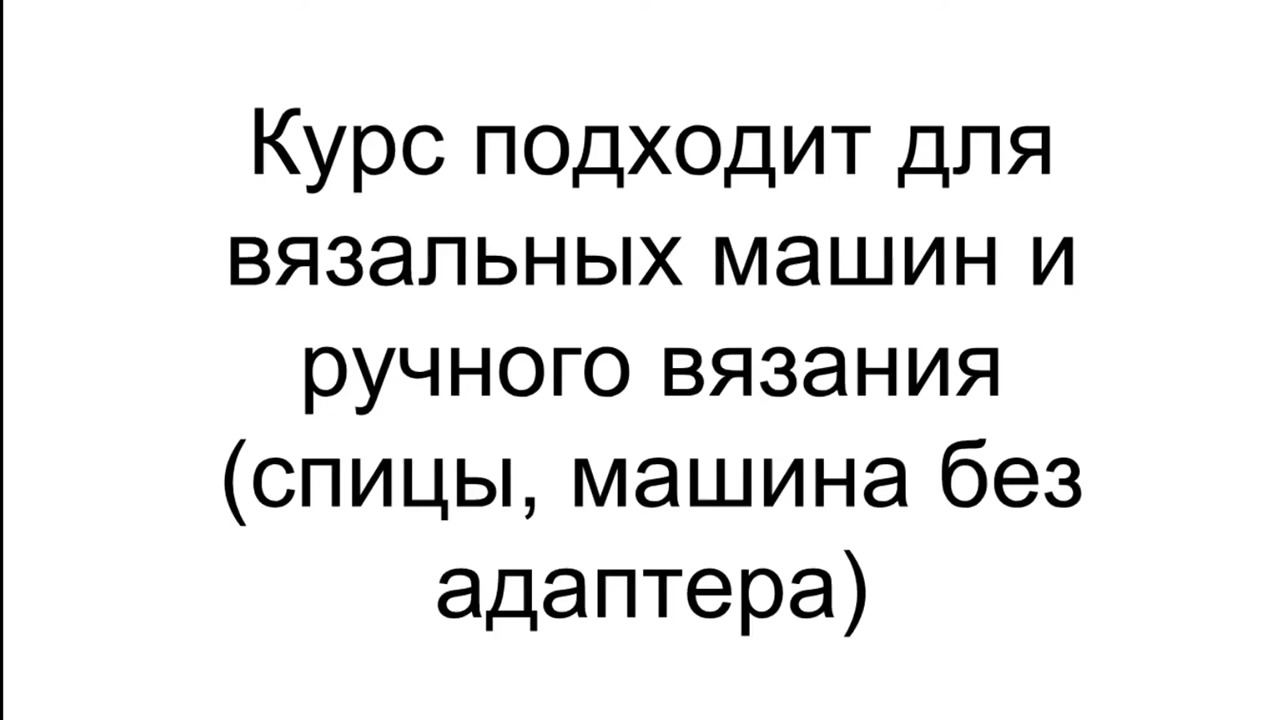 Курс подходит для
вязальных машин и
ручного вязания
(спицы, машина без
адаптера)